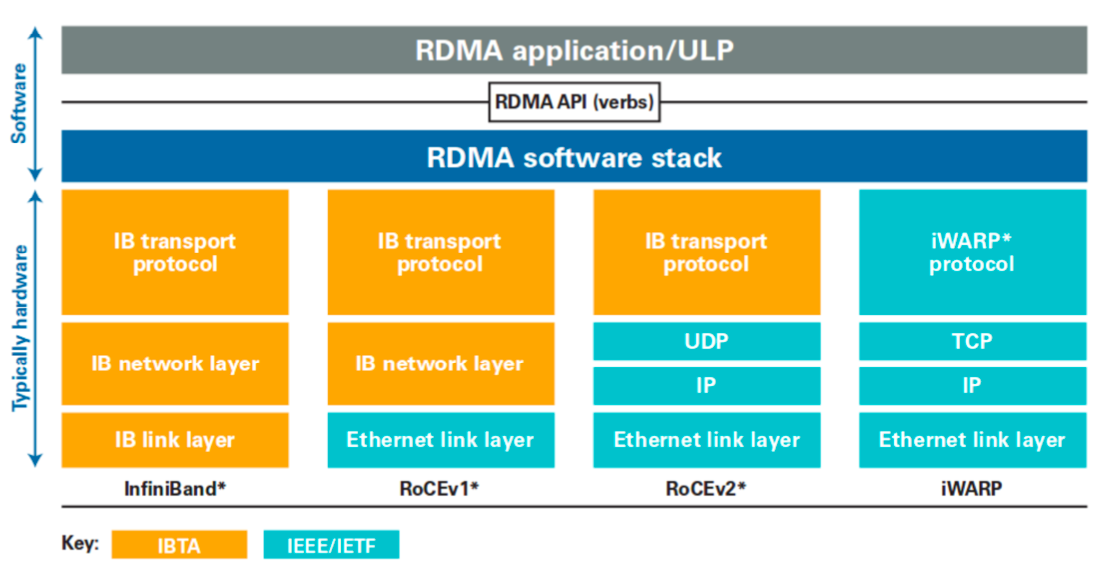 RDMA application/ULP
RDMA API (verbs)
RDMA software stack
Software
Typically hardware
IB transport
protocol
IB network layer
IB link layer
InfiniBand*
IB transport
protocol
IB network layer
Ethernet link layer
RoCEv1*
IB transport
protocol
UDP
IP
Ethernet link layer
RoCEv2*
iWARP*
protocol
TCP
IP
Ethernet link layer
iWARP
Key:
IBTA
IEEE/IETF